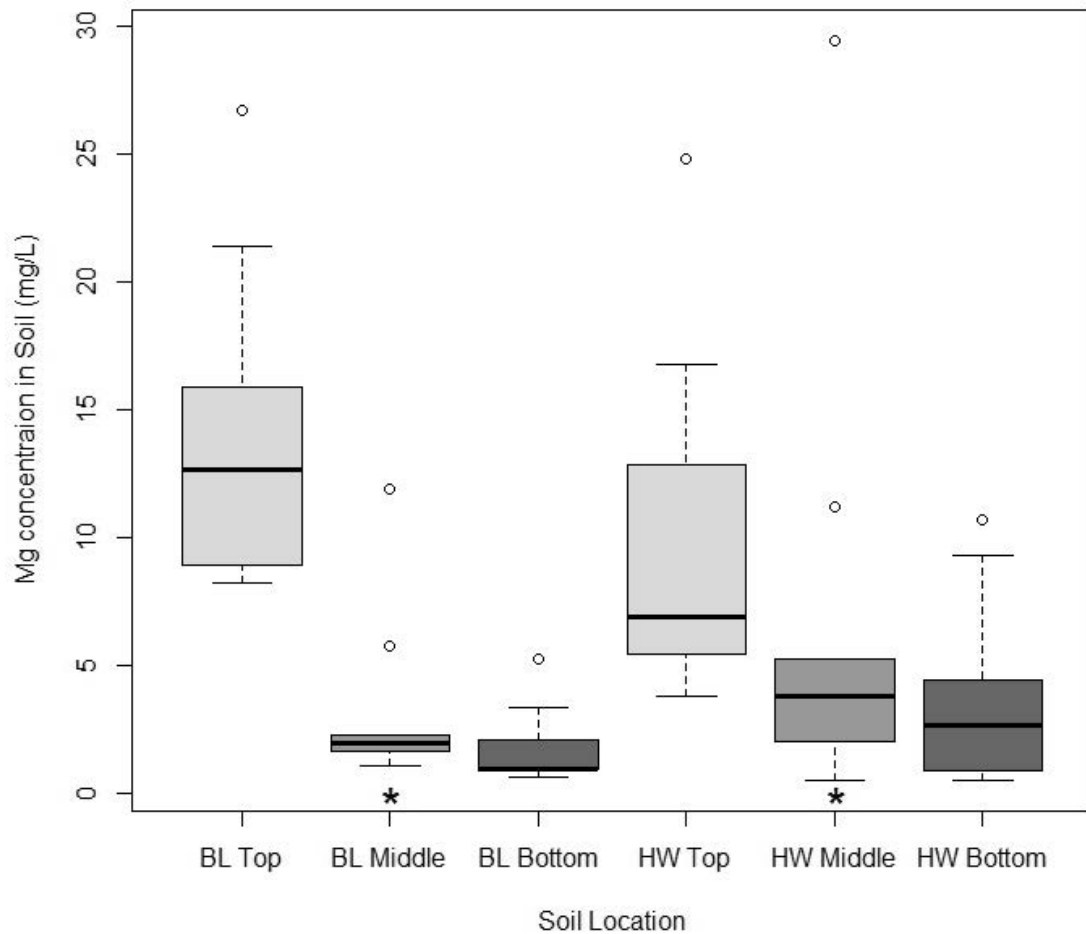 Mg concentraion in Soil (mg/L)
30
25
20
15
10
5
0
* *
BL Top BL Middle BL Bottom HW Top HW Middle HW Bottom
Soil Location